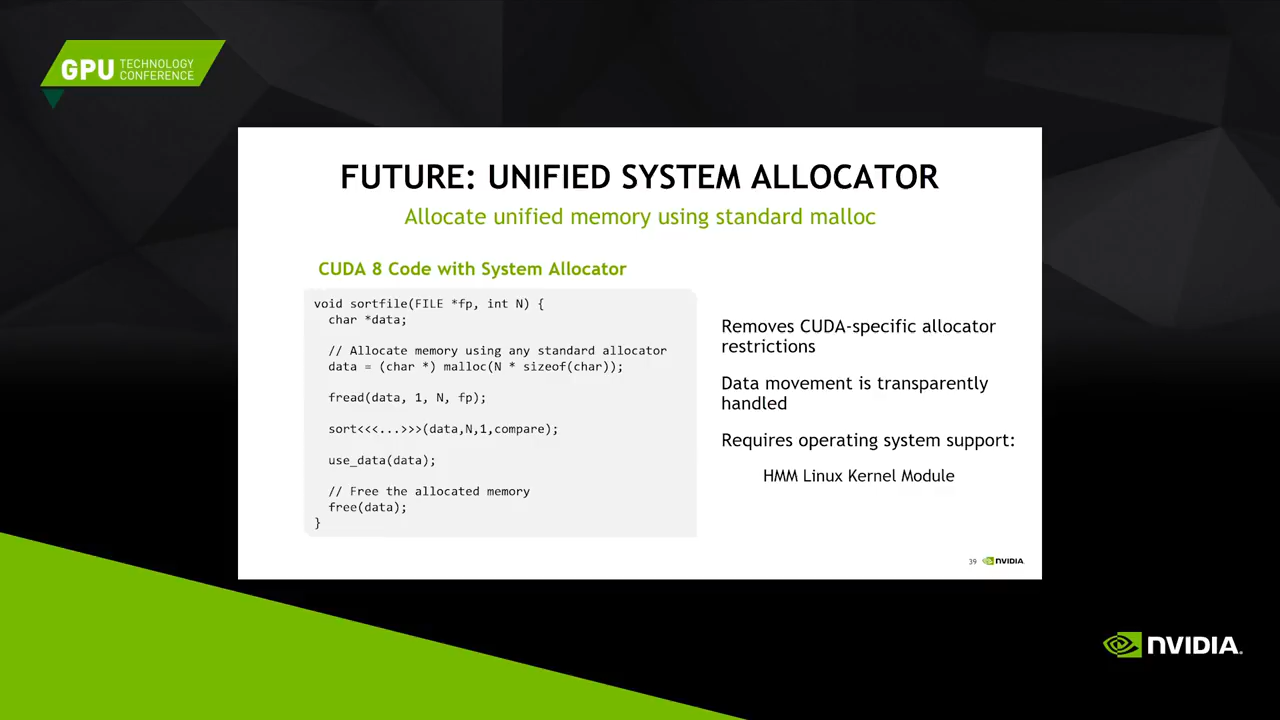 GPU TECHNOLOGY CONFERENCE
FUTURE: UNIFIED SYSTEM ALLOCATOR
Allocate unified memory using standard malloc
CUDA 8 Code with System Allocator
void sortfile(FILE *fp, int N) {
  char *data;
  // Allocate memory using any standard allocator
  data = (char *) malloc(N * sizeof(char));
  fread(data, 1, N, fp);
  sort<<<...>>>(data,N,1,compare);
  use_data(data);
  // Free the allocated memory
  free(data);
}
Removes CUDA-specific allocator
restrictions
Data movement is transparently
handled
Requires operating system support:
HMM Linux Kernel Module
39 NVIDIA.
NVIDIA.